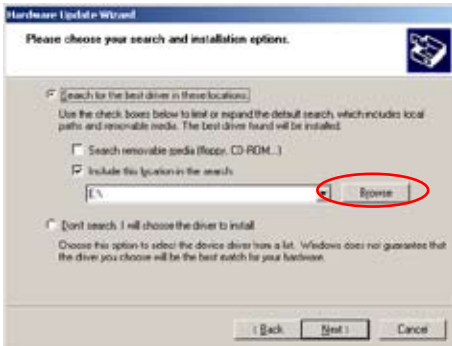 Hardware Update Wizard
Please choose your search and installation options.
Search for the best driver in these locations.
Use the check boxes below to limit or expand the default search, which includes local
paths and removable media. The best driver found will be installed.
Search removable media (floppy, CD-ROM...)
Include this location in the search:
E:\
Browse
Don't search. I will choose the driver to install.
Choose this option to select the device driver from a list. Windows does not guarantee that
the driver you choose will be the best match for your hardware.
< Back
Next >
Cancel